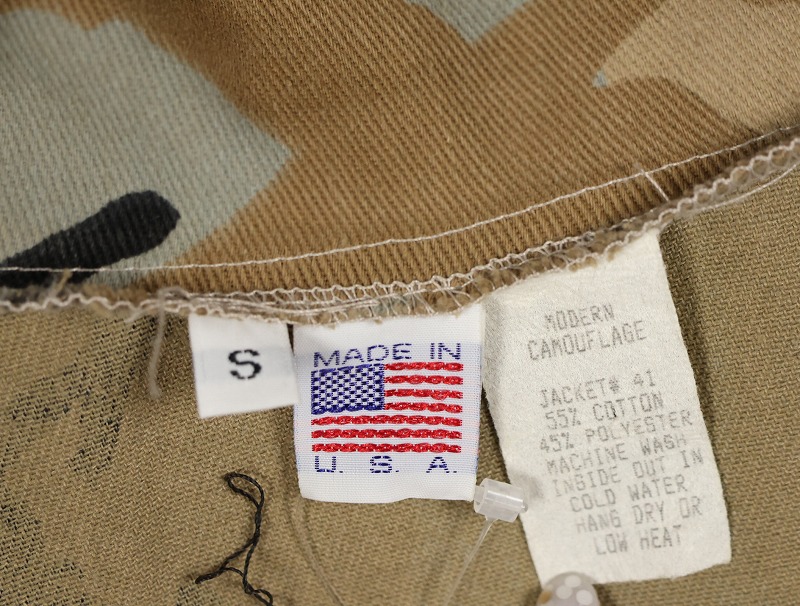 S
MADE IN
U. S. A.
MODERN
CAMOUFLAGE
JACKET# 41
55% COTTON
45% POLYESTER
MACHINE WASH
INSIDE OUT IN
COLD WATER
HANG DRY OR
LOW HEAT